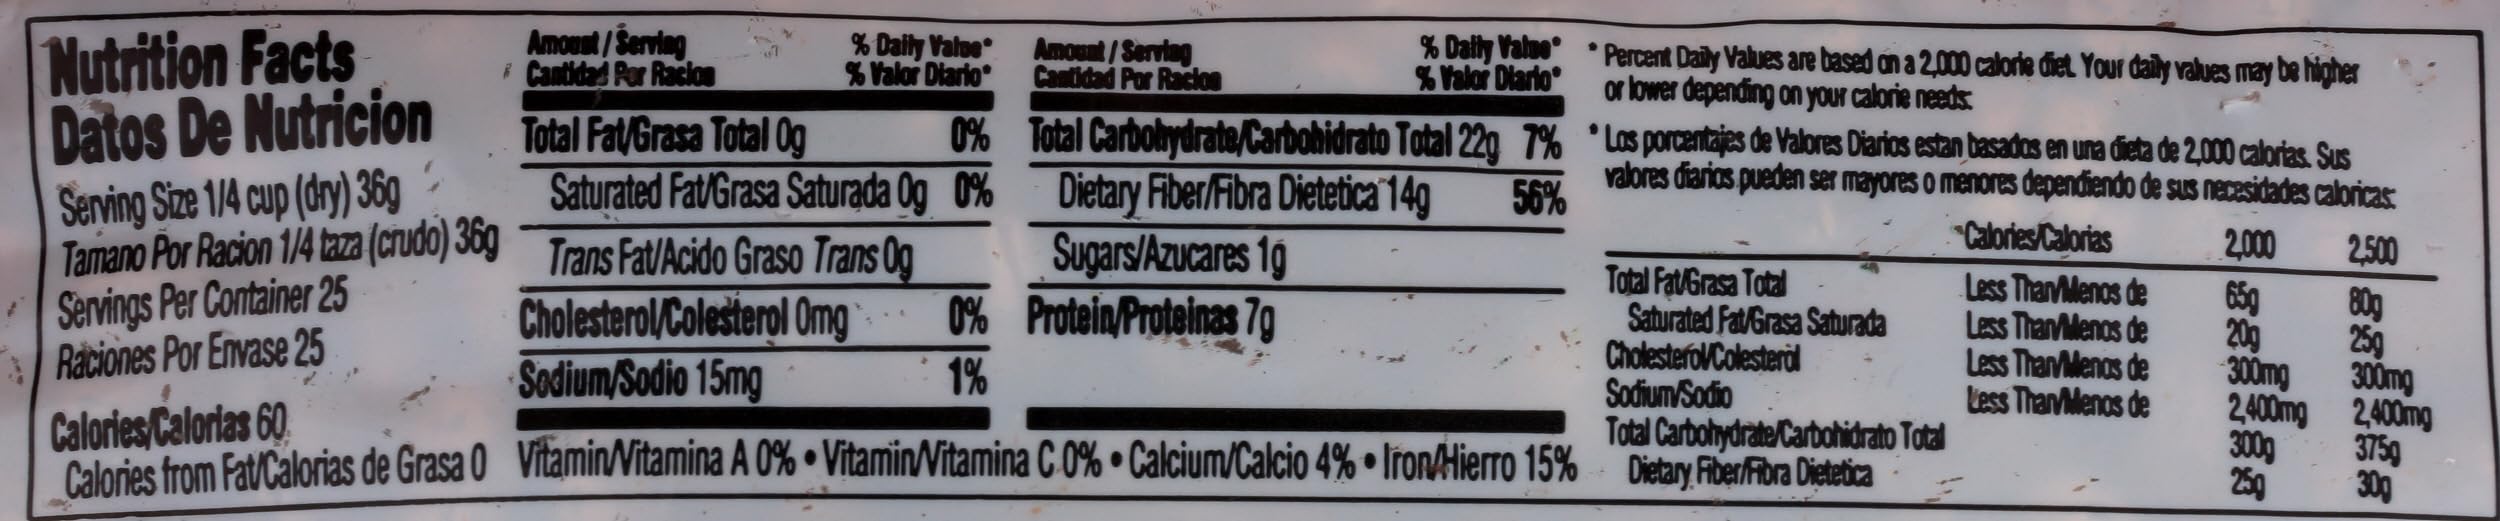 Nutrition Facts
Datos De Nutricion
Serving Size 1/4 cup (dry) 36g
Tamano Por Racion 1/4 taza (crudo) 36g
Servings Per Container 25
Raciones Por Envase 25
Calories/Calorias 60
Calories from Fat/Calorias de Grasa 0
Amount / Serving % Daily Value*
Cantidad Por Racion % Valor Diario*
Total Fat/Grasa Total 0g 0%
Saturated Fat/Grasa Saturada 0g 0%
Trans Fat/Acido Graso Trans 0g
Cholesterol/Colesterol 0mg 0%
Sodium/Sodio 15mg 1%
Amount / Serving % Daily Value*
Cantidad Por Racion % Valor Diario*
Total Carbohydrate/Carbohidrato Total 22g 7%
Dietary Fiber/Fibra Dietetica 14g 56%
Sugars/Azucares 1g
Protein/Proteinas 7g
Vitamin/Vitamina A 0% • Vitamin/Vitamina C 0% • Calcium/Calcio 4% • Iron/Hierro 15%
* Percent Daily Values are based on a 2,000 calorie diet. Your daily values may be higher
or lower depending on your calorie needs:
* Los porcentajes de Valores Diarios estan basados en una dieta de 2,000 calorias. Sus
valores diarios pueden ser mayores o menores dependiendo de sus necesidades caloricas:
Calories/Calorias 2,000 2,500
Total Fat/Grasa Total Less Than/Menos de 65g 80g
Saturated Fat/Grasa Saturada Less Than/Menos de 20g 25g
Cholesterol/Colesterol Less Than/Menos de 300mg 300mg
Sodium/Sodio Less Than/Menos de 2,400mg 2,400mg
Total Carbohydrate/Carbohidrato Total 300g 375g
Dietary Fiber/Fibra Dietetica 25g 30g